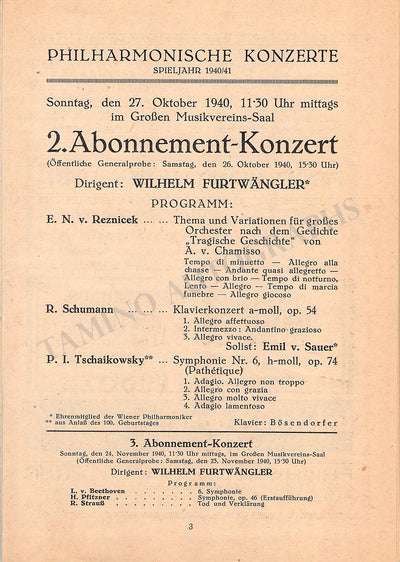 PHILHARMONISCHE KONZERTE
SPIELJAHR 1940/41
Sonntag, den 27. Oktober 1940, 11·30 Uhr mittags
im Großen Musikvereins-Saal
2. Abonnement-Konzert
(Öffentliche Generalprobe: Samstag, den 26. Oktober 1940, 15·30 Uhr)
Dirigent: WILHELM FURTWÄNGLER*
PROGRAMM:
E. N. v. Reznicek ... ... Thema und Variationen für großes
Orchester nach dem Gedichte
„Tragische Geschichte" von
A. v. Chamisso
Tempo di minuetto — Allegro alla
chasse — Andante quasi allegretto —
Allegro con brio — Tempo di notturno,
Lento — Allegro — Tempo di marcia
funebre — Allegro giocoso
R. Schumann ... ... ... Klavierkonzert a-moll, op. 54
1. Allegro affettuoso
2. Intermezzo: Andantino grazioso
3. Allegro vivace.
Solist: Emil v. Sauer*
P. I. Tschaikowsky** ... Symphonie Nr. 6, h-moll, op. 74
(Pathétique)
1. Adagio. Allegro non troppo
2. Allegro con grazia
3. Allegro molto vivace
4. Adagio lamentoso
* Ehrenmitglied der Wiener Philharmoniker
** aus Anlaß des 100. Geburtstages Klavier: Bösendorfer
3. Abonnement-Konzert
Sonntag, den 24. November 1940, 11·30 Uhr mittags, im Großen Musikvereins-Saal
(Öffentliche Generalprobe: Samstag, den 23. November 1940, 15·30 Uhr)
Dirigent: WILHELM FURTWÄNGLER
Programm:
L. v. Beethoven . . . . . . . . . . 6. Symphonie
H. Pfitzner . . . . . . . . . . Symphonie, op. 46 (Erstaufführung)
R. Strauß . . . . . . . . . . Tod und Verklärung
3
TAMINO AUTOGRAPHS